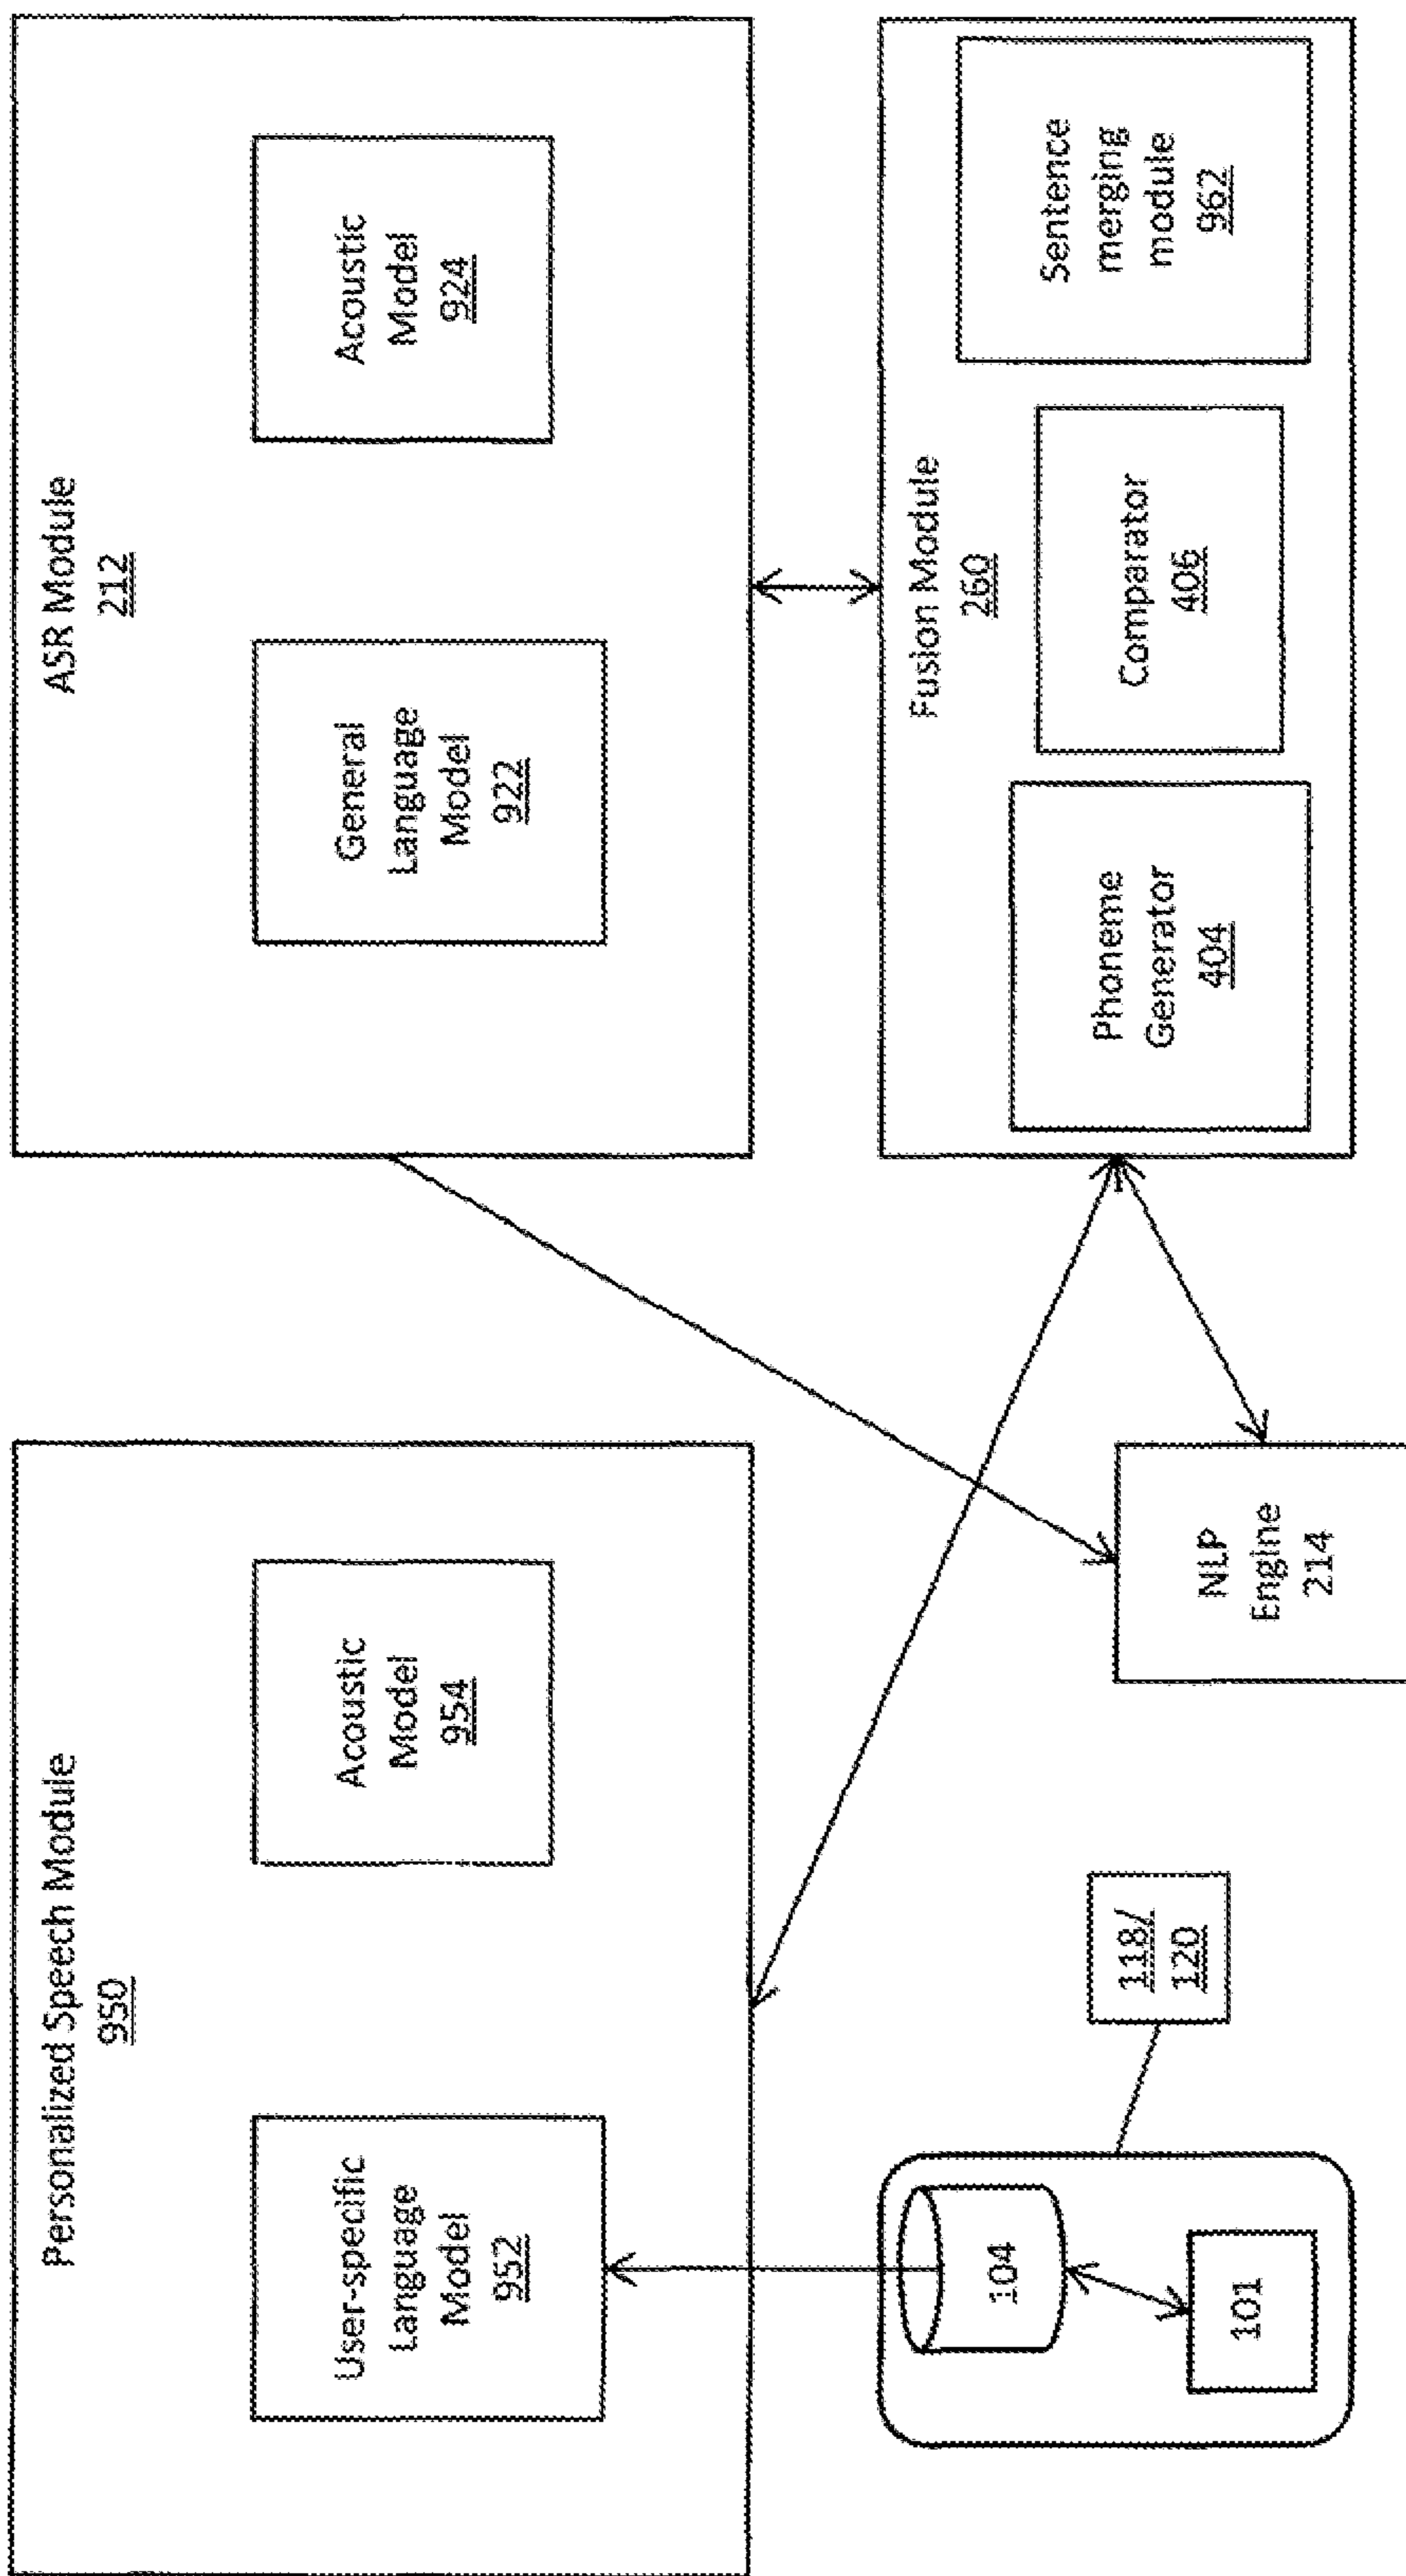 Personalized Speech Module
950
User-specific
Language
Model
952
Acoustic
Model
954
ASR Module
212
General
Language
Model
922
Acoustic
Model
924
104
101
118/
120
NLP
Engine
214
Fusion Module
260
Phoneme
Generator
404
Comparator
406
Sentence
merging
module
962